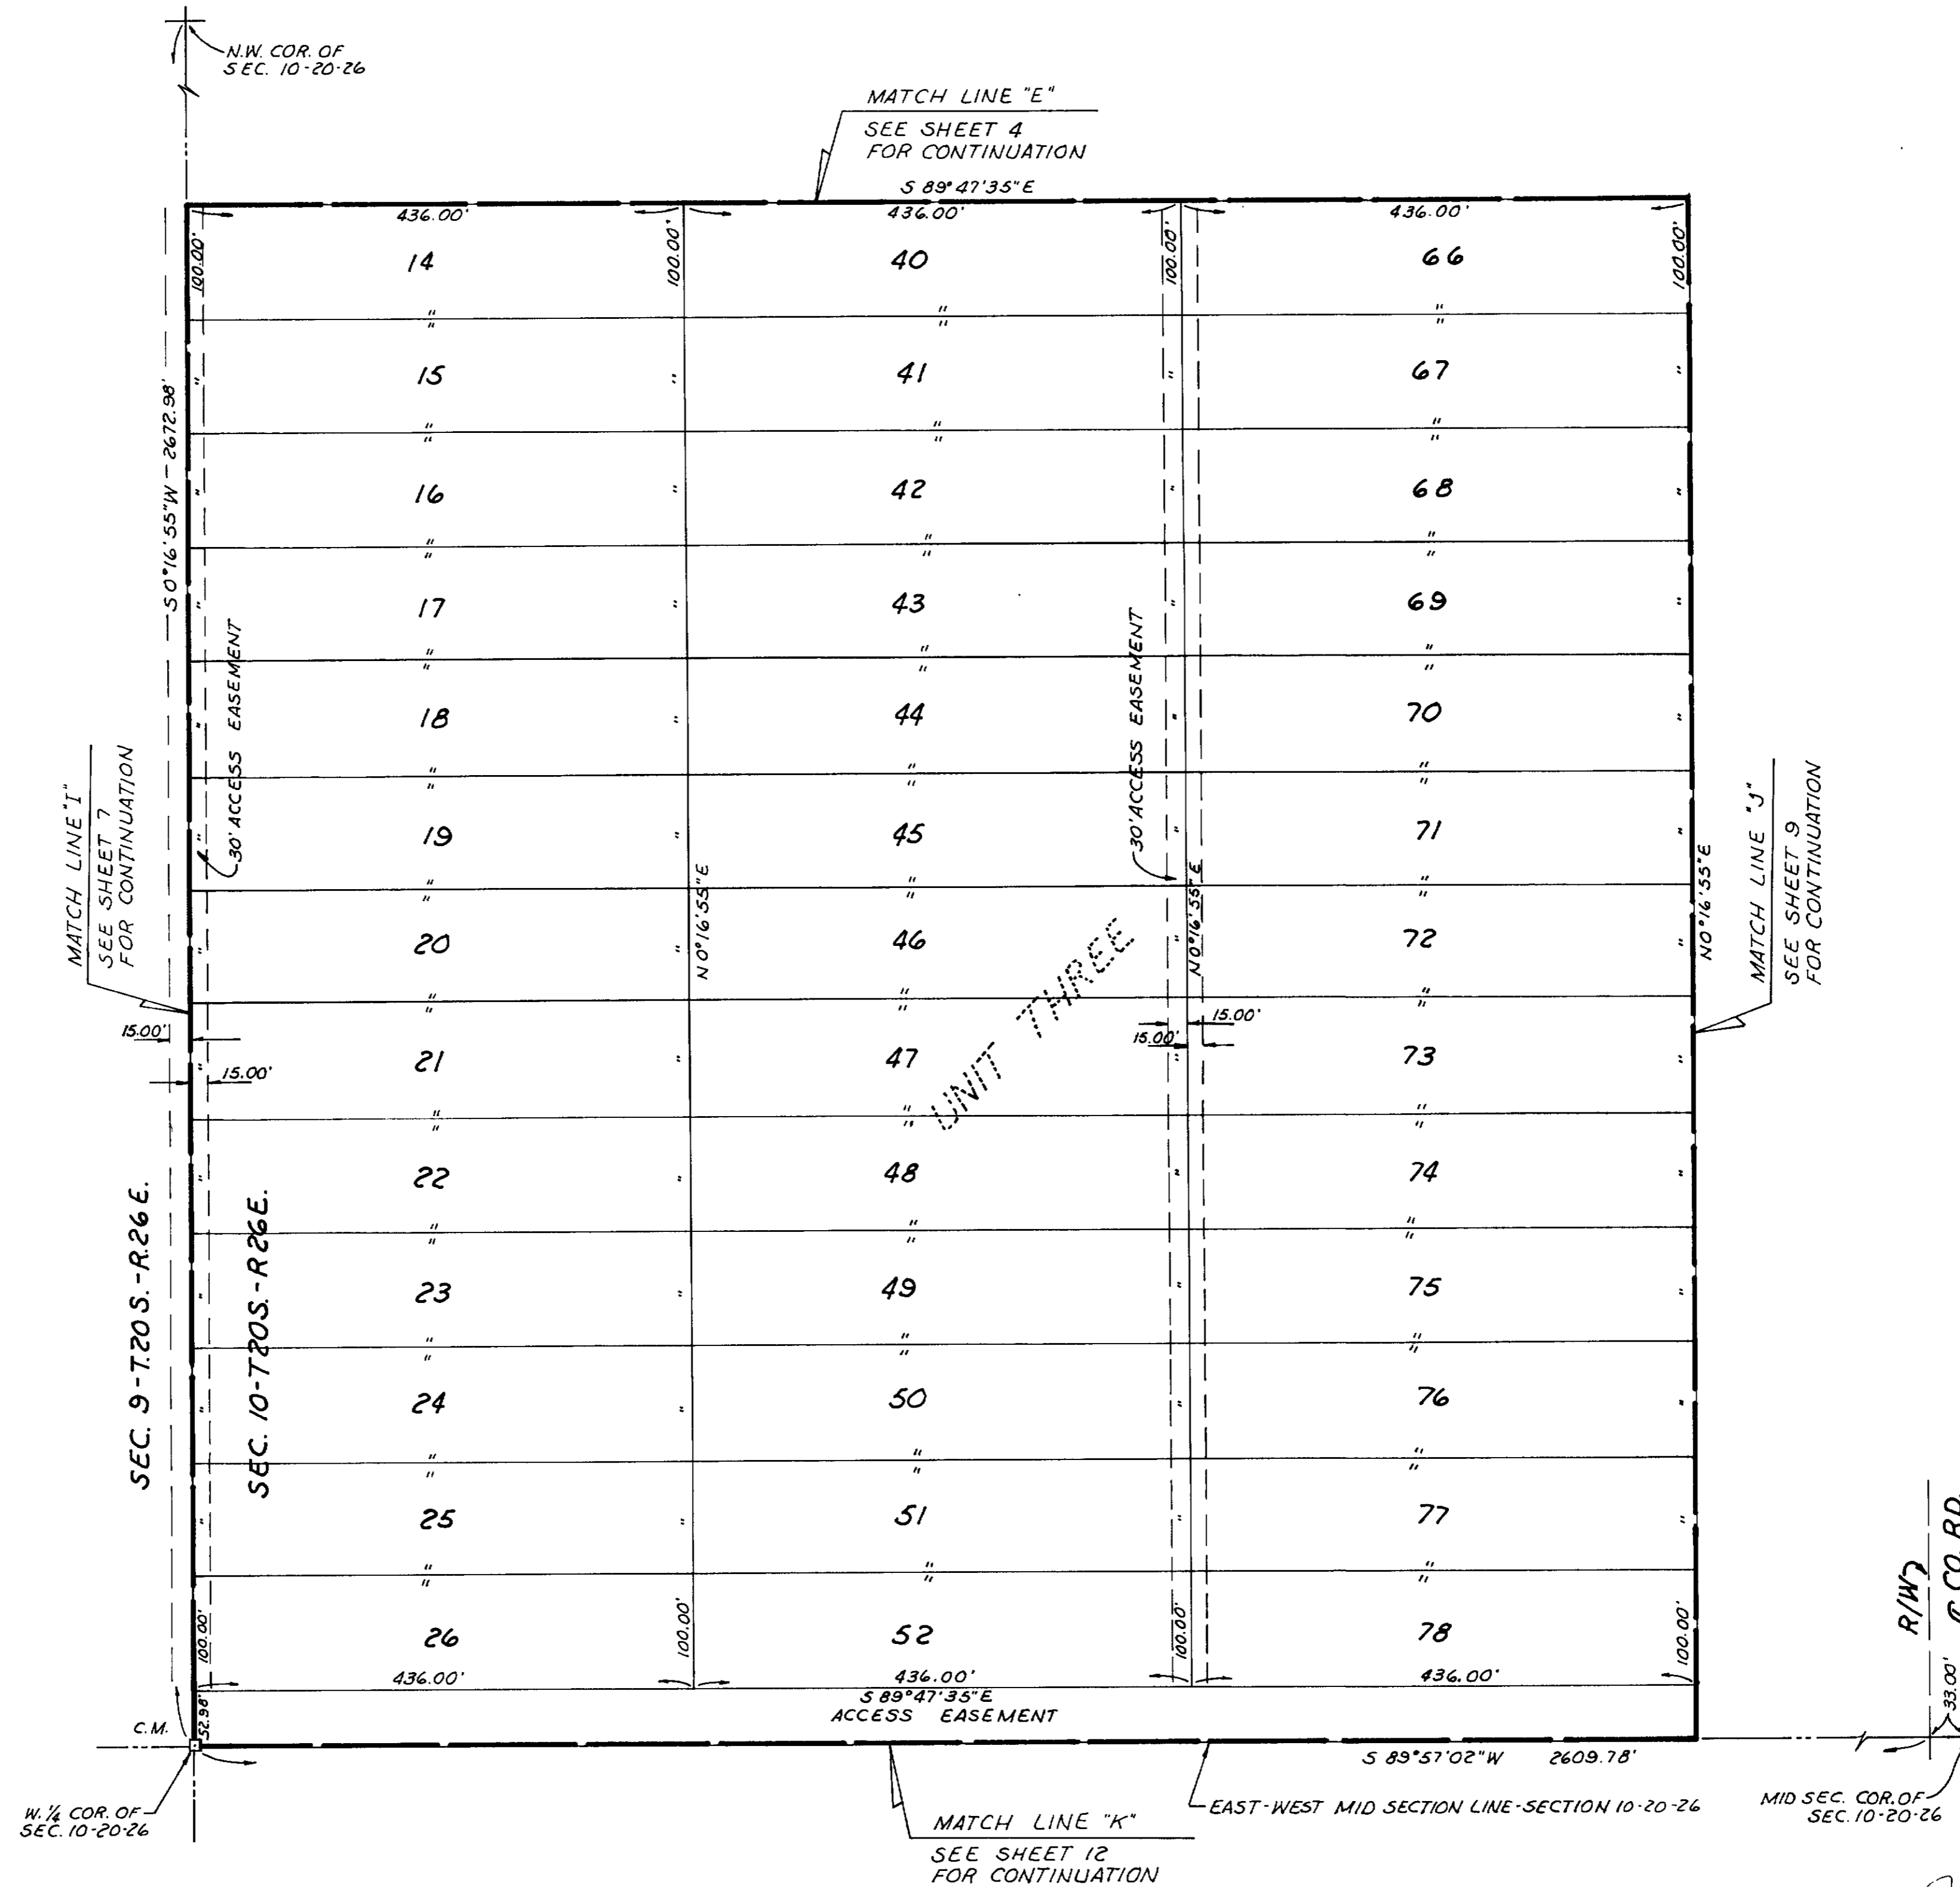 N.W. COR. OF
SEC. 10-20-26
MATCH LINE "E"
SEE SHEET 4
FOR CONTINUATION
S 89°47'35"E
436.00' 436.00' 436.00'
100.00' 100.00' 100.00' 100.00'
14 40 66
" " "
" " "
15 41 67
" " " "
" " "
" " "
16 42 68
" " " "
" " "
" " "
17 43 69
" " " "
" " "
" " "
18 44 70
" " " "
" " "
" " "
19 45 71
" " " "
" " "
" " "
20 46 72
" " " "
" " "
" " "
21 47 73
" " " "
" " "
" " "
22 48 74
" " " "
" " "
" " "
23 49 75
" " " "
" " "
" " "
24 50 76
" " " "
" " "
" " "
25 51 77
" " " "
" " "
" " "
26 52 78
100.00' 100.00' 100.00' 100.00'
436.00' 436.00' 436.00'
S 89°47'35"E
ACCESS EASEMENT
S 0°16'55"W - 2672.98'
30' ACCESS EASEMENT
30' ACCESS EASEMENT
N 0°16'55"E
N 0°16'55"E
N 0°16'55"E
MATCH LINE "I"
SEE SHEET 7
FOR CONTINUATION
MATCH LINE "J"
SEE SHEET 9
FOR CONTINUATION
15.00'
15.00'
15.00'
15.00'
UNIT THREE
SEC. 9-T.20 S.-R.26 E.
SEC. 10-T.20S.-R 26E.
52.98'
C.M.
W. 1/4 COR. OF
SEC. 10-20-26
S 89°57'02"W 2609.78'
EAST-WEST MID SECTION LINE-SECTION 10-20-26
MATCH LINE "K"
SEE SHEET 12
FOR CONTINUATION
R/W
CO. RD.
33.00'
MID SEC. COR. OF
SEC. 10-20-26